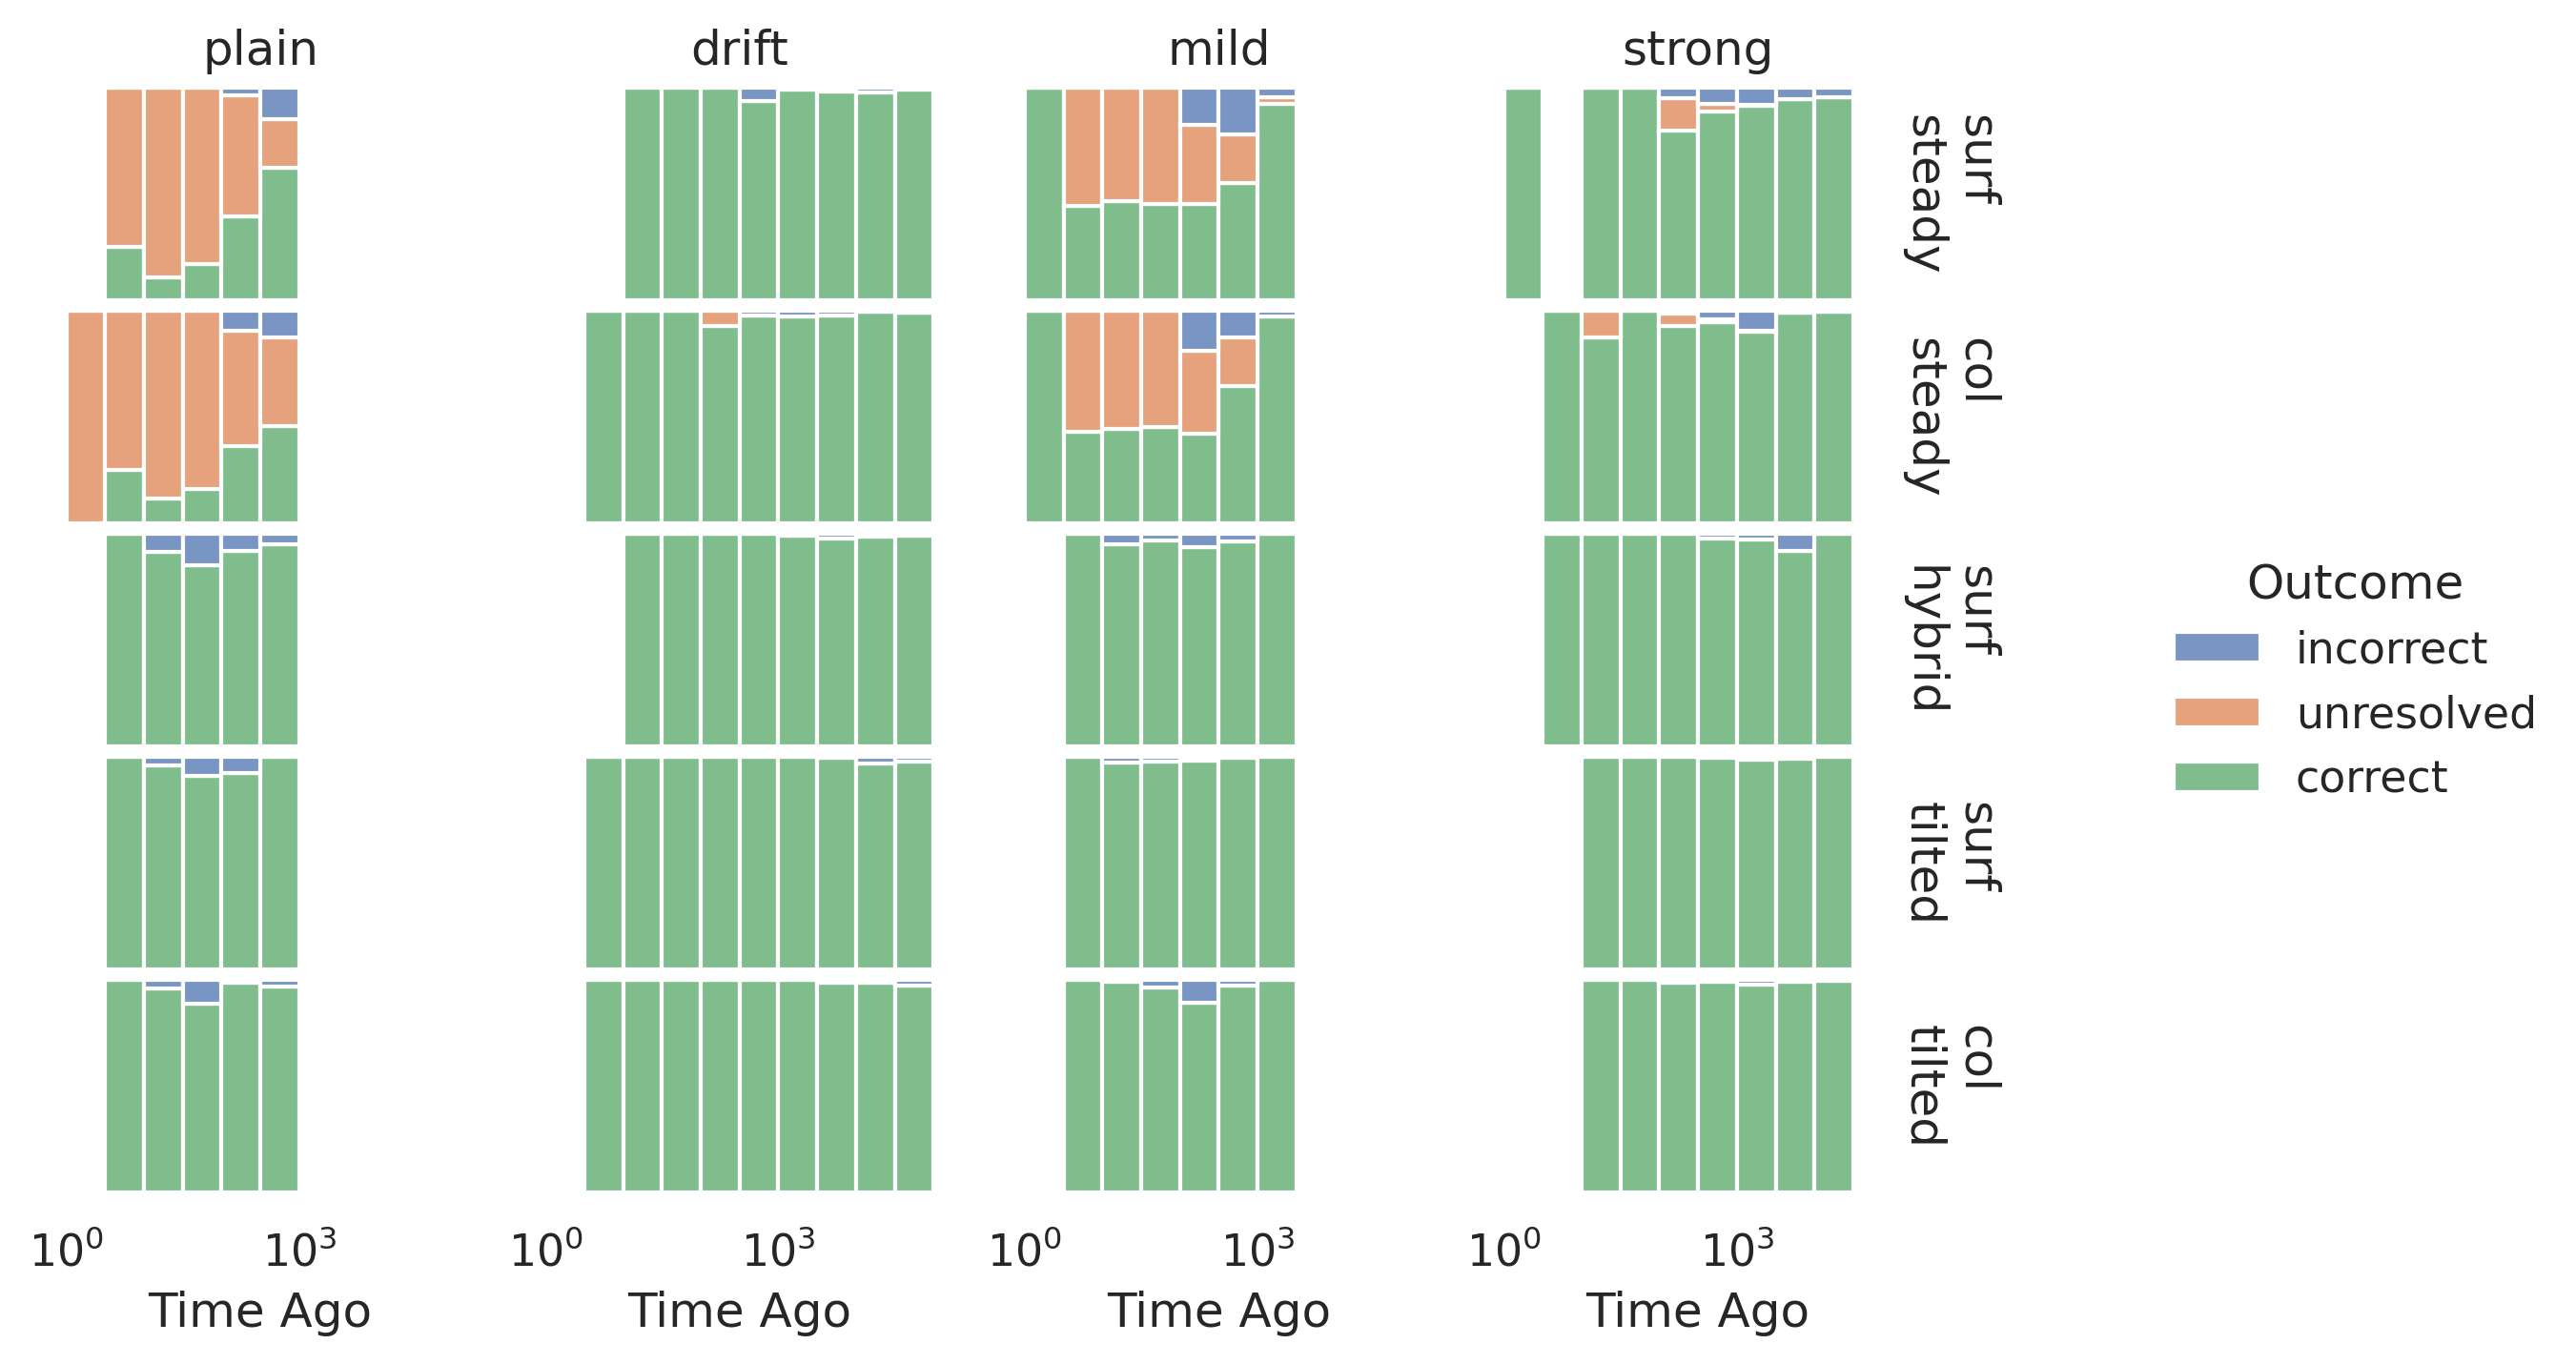 plain
drift
mild
strong
surf
steady
col
steady
surf
hybrid
surf
tilted
col
tilted
Outcome
incorrect
unresolved
correct
10⁰ 10³
10⁰ 10³
10⁰ 10³
10⁰ 10³
Time Ago
Time Ago
Time Ago
Time Ago